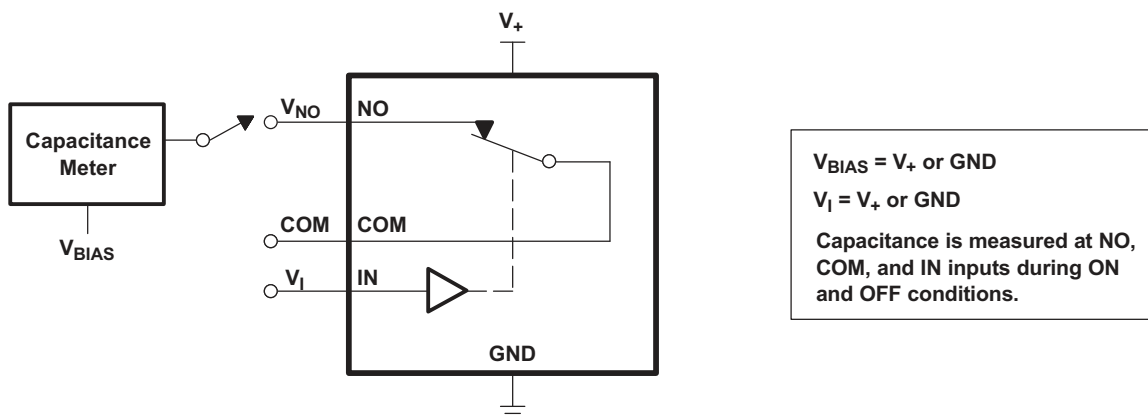 V+
Capacitance
Meter
VBIAS
VNO
NO
COM
COM
VI
IN
GND
VBIAS = V+ or GND
VI = V+ or GND
Capacitance is measured at NO,
COM, and IN inputs during ON
and OFF conditions.